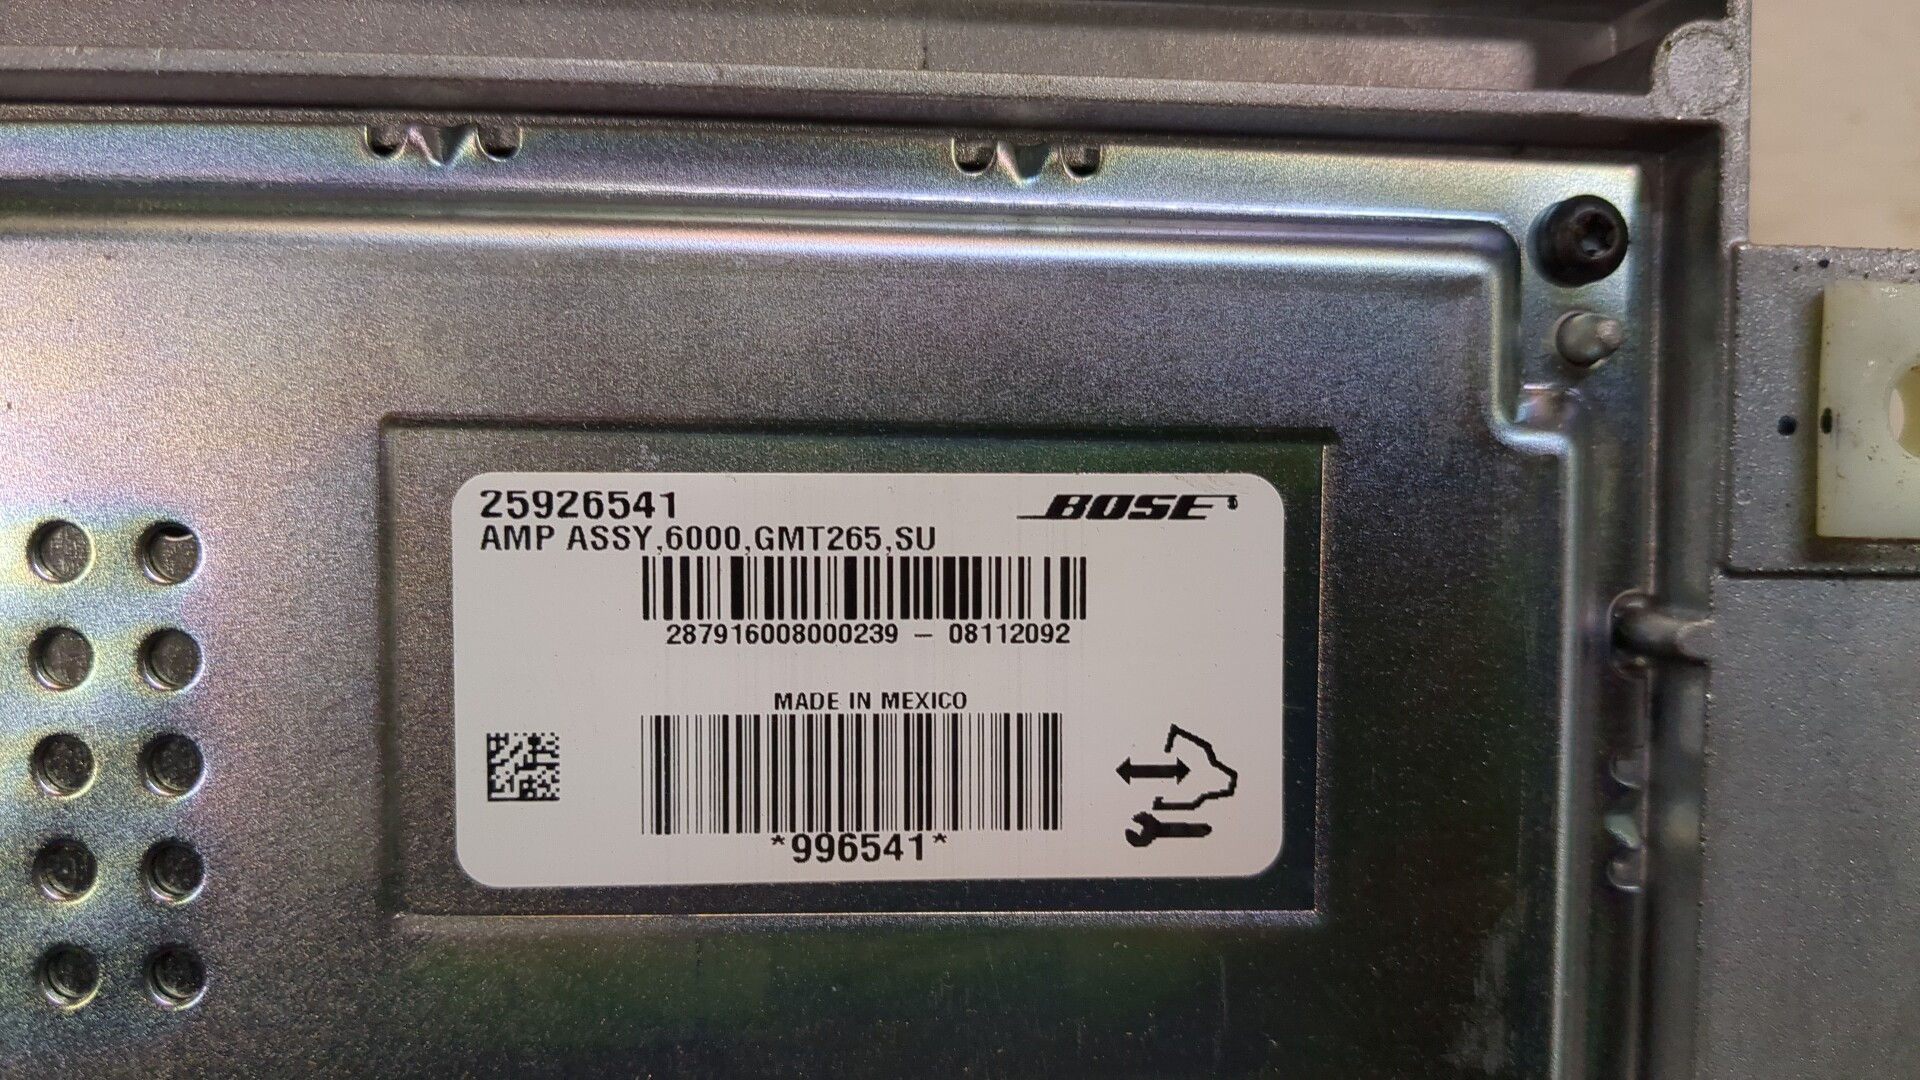 25926541
BOSE
AMP ASSY,6000,GMT265,SU
287916008000239 – 08112092
MADE IN MEXICO
*996541*